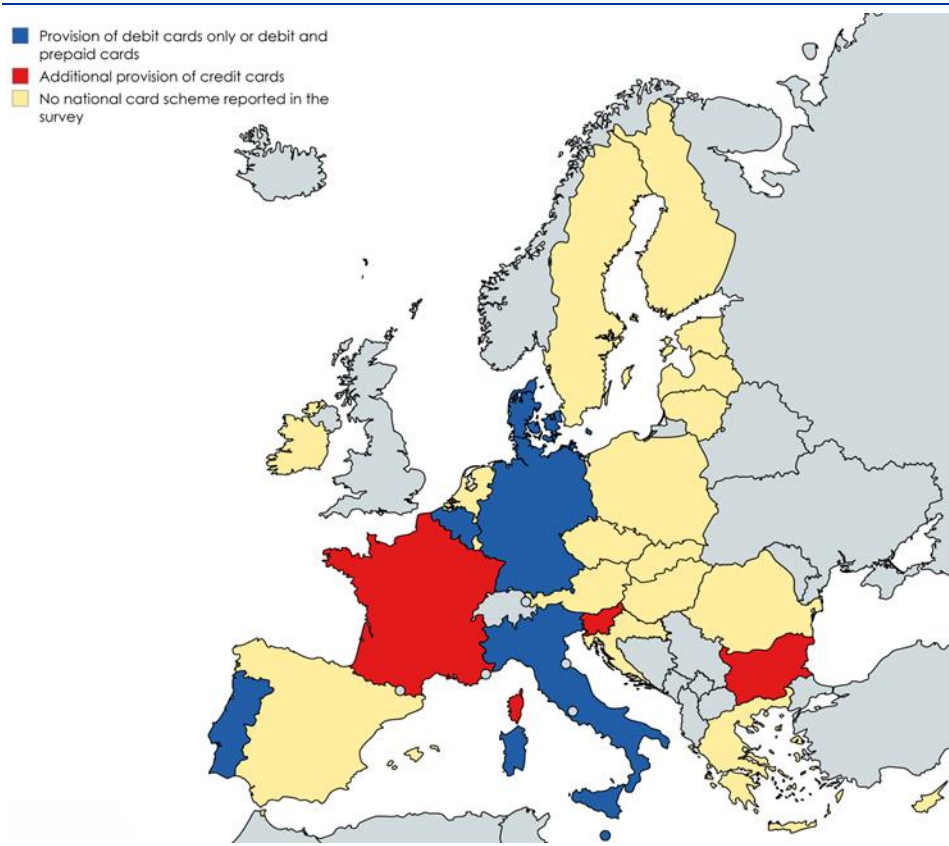 Provision of debit cards only or debit and
prepaid cards
Additional provision of credit cards
No national card scheme reported in the
survey